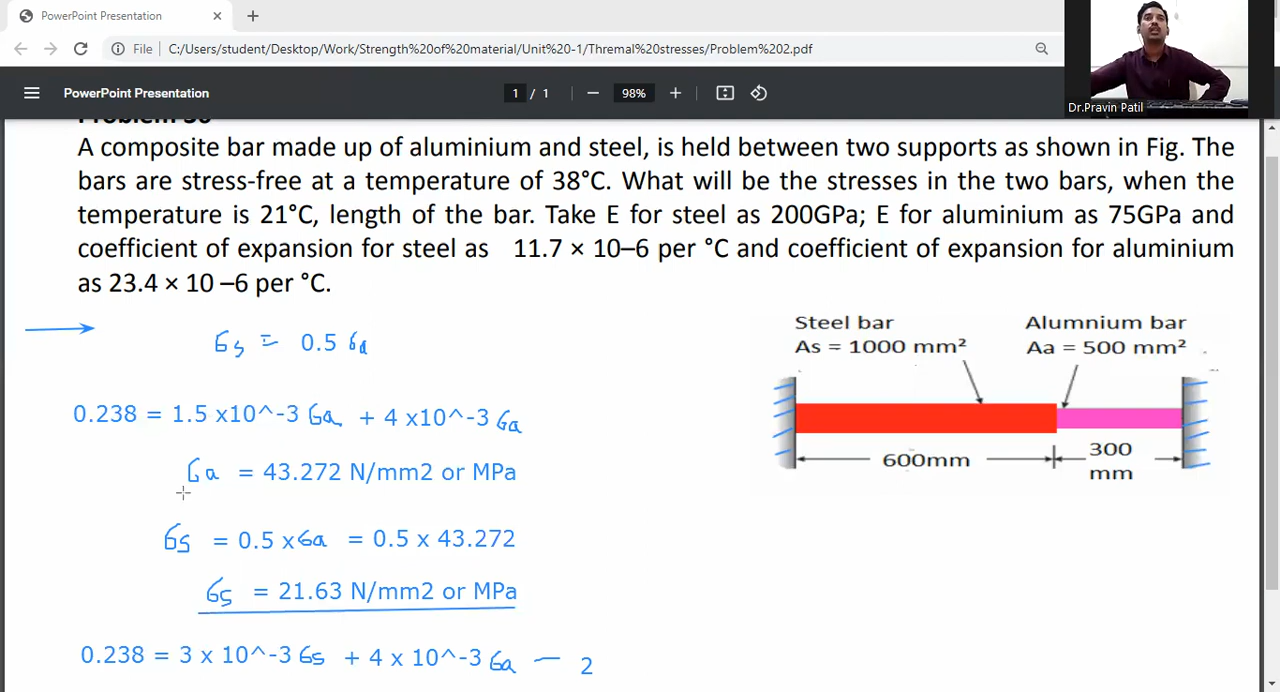 PowerPoint Presentation
File
C:/Users/student/Desktop/Work/Strength%20of%20material/Unit%20-1/Thremal%20stresses/Problem%202.pdf
PowerPoint Presentation
1 / 1
98%
Dr.Pravin Patil
A composite bar made up of aluminium and steel, is held between two supports as shown in Fig. The
bars are stress-free at a temperature of 38°C. What will be the stresses in the two bars, when the
temperature is 21°C, length of the bar. Take E for steel as 200GPa; E for aluminium as 75GPa and
coefficient of expansion for steel as 11.7 × 10–6 per °C and coefficient of expansion for aluminium
as 23.4 × 10 –6 per °C.
σs = 0.5 σa
0.238 = 1.5 x10^-3 σa + 4 x10^-3 σa
σa = 43.272 N/mm2 or MPa
σs = 0.5 x σa = 0.5 x 43.272
σs = 21.63 N/mm2 or MPa
0.238 = 3 x 10^-3 σs + 4 x 10^-3 σa — 2
Steel bar
As = 1000 mm²
Alumnium bar
Aa = 500 mm²
600mm
300
mm